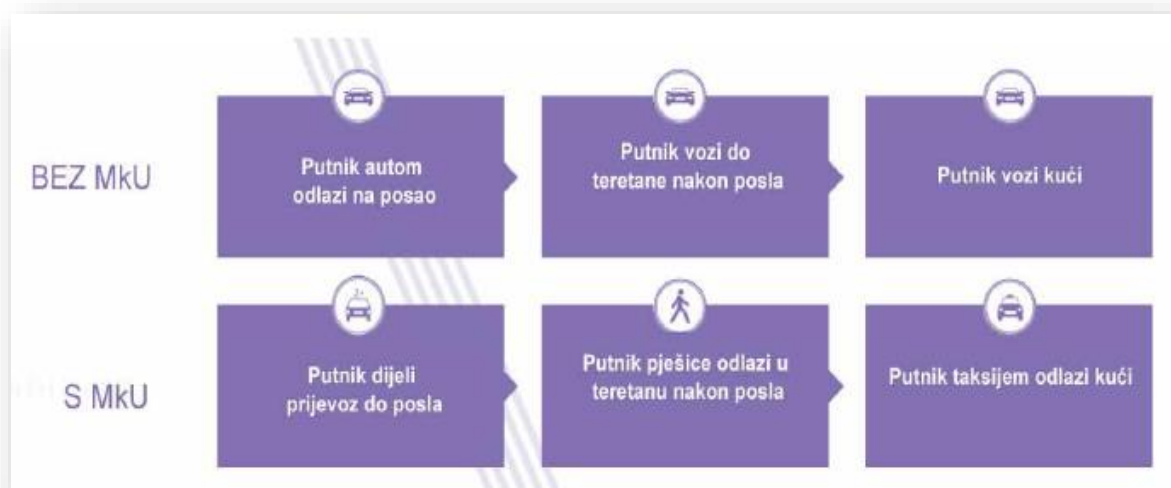 BEZ MkU
Putnik autom
odlazi na posao
Putnik vozi do
teretane nakon posla
Putnik vozi kući
S MkU
Putnik dijeli
prijevoz do posla
Putnik pješice odlazi u
teretanu nakon posla
Putnik taksijem odlazi kući